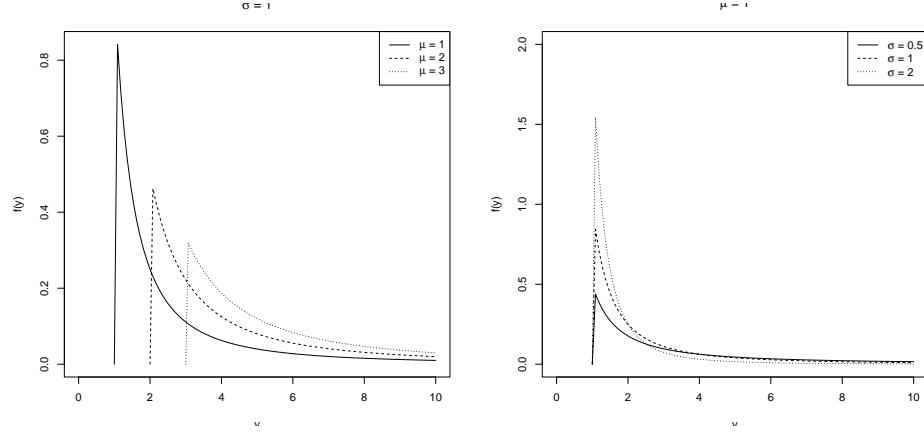 σ = 1
μ = 1
μ = 2
μ = 3
f(y)
0.0
0.2
0.4
0.6
0.8
0
2
4
6
8
10
y
μ = 1
σ = 0.5
σ = 1
σ = 2
f(y)
0.0
0.5
1.0
1.5
2.0
0
2
4
6
8
10
y